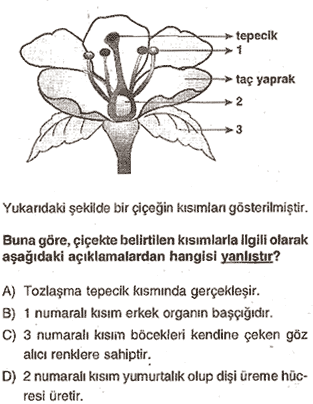 tepecik
1
taç yaprak
2
3
Yukarıdaki şekilde bir çiçeğin kısımları gösterilmiştir.
Buna göre, çiçekte belirtilen kısımlarla ilgili olarak
aşağıdaki açıklamalardan hangisi yanlıştır?
A) Tozlaşma tepecik kısmında gerçekleşir.
B) 1 numaralı kısım erkek organın başçığıdır.
C) 3 numaralı kısım böcekleri kendine çeken göz
alıcı renklere sahiptir.
D) 2 numaralı kısım yumurtalık olup dişi üreme hüc-
resi üretir.